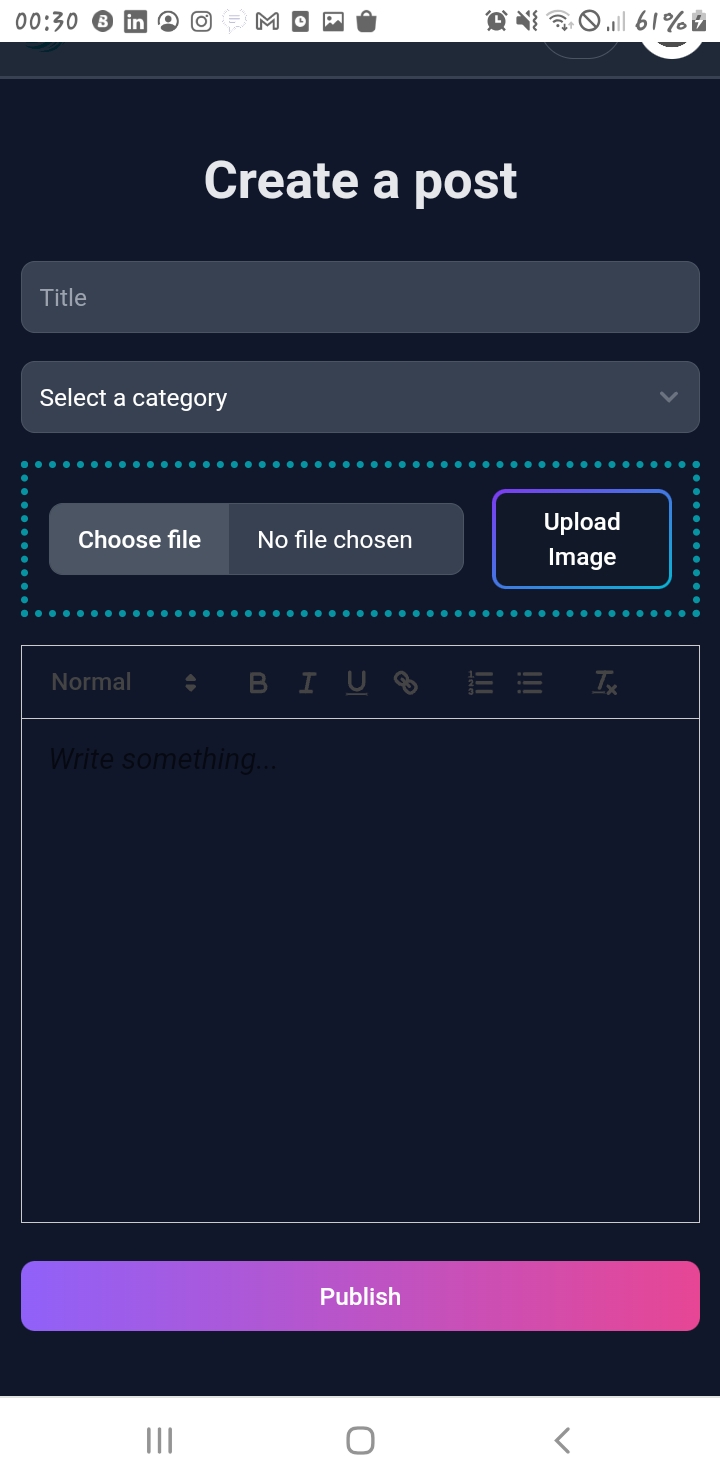 00:30 61%
Create a post
Title
Select a category
Choose file No file chosen
Upload
Image
Normal
Write something...
Publish